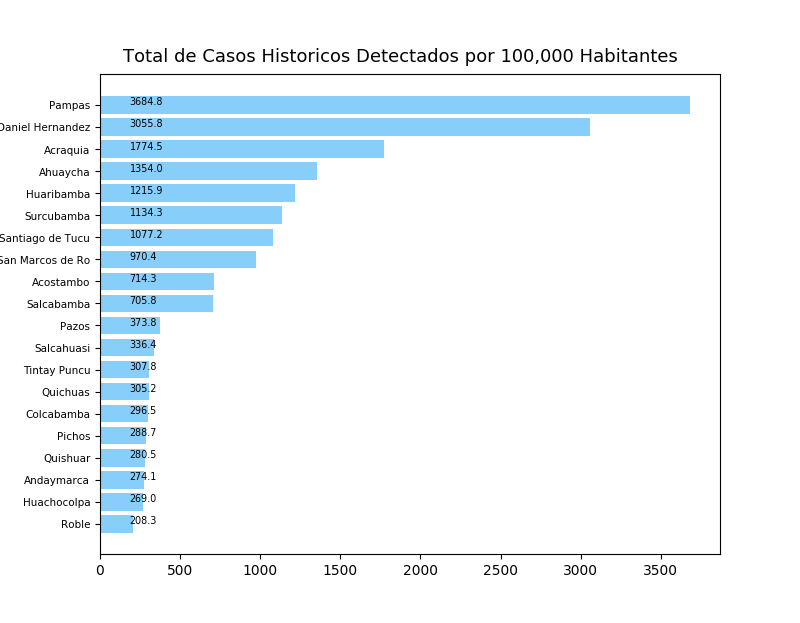 Total de Casos Historicos Detectados por 100,000 Habitantes
Pampas 3684.8
Daniel Hernandez 3055.8
Acraquia 1774.5
Ahuaycha 1354.0
Huaribamba 1215.9
Surcubamba 1134.3
Santiago de Tucu 1077.2
San Marcos de Ro 970.4
Acostambo 714.3
Salcabamba 705.8
Pazos 373.8
Salcahuasi 336.4
Tintay Puncu 307.8
Quichuas 305.2
Colcabamba 296.5
Pichos 288.7
Quishuar 280.5
Andaymarca 274.1
Huachocolpa 269.0
Roble 208.3
0 500 1000 1500 2000 2500 3000 3500